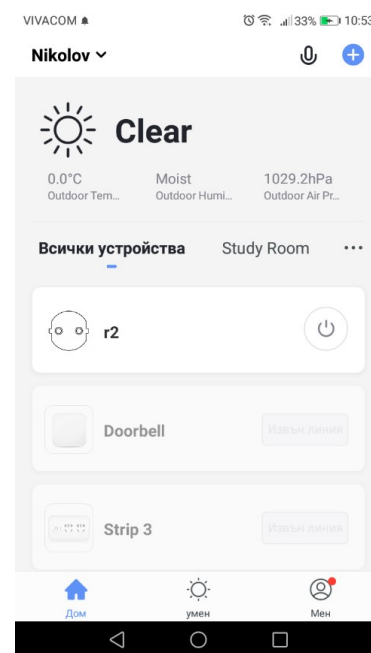 VIVACOM
33% 10:53
Nikolov
Clear
0.0°C Moist 1029.2hPa
Outdoor Tem... Outdoor Humi... Outdoor Air Pr...
Всички устройства Study Room ...
r2
Doorbell Извън линия
Strip 3 Извън линия
Дом умен Мен